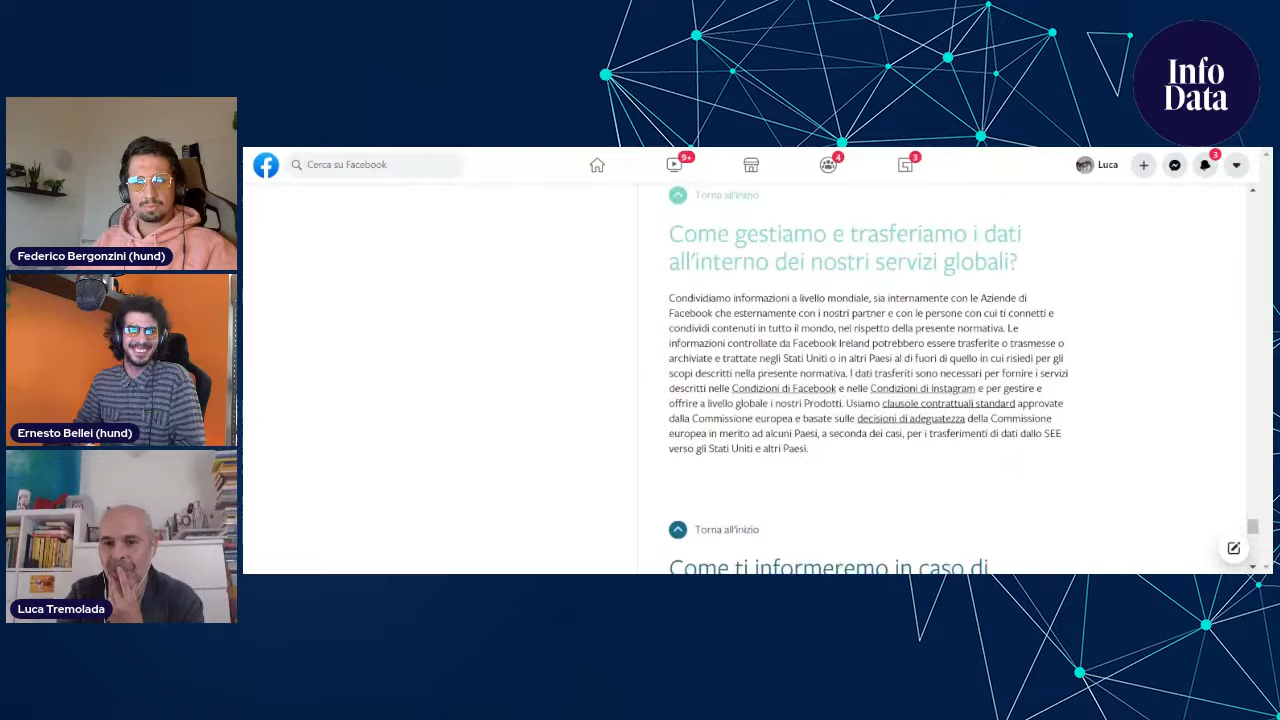 Info
Data
Cerca su Facebook
9+
4
3
Luca
3
Torna all'inizio
Come gestiamo e trasferiamo i dati
all'interno dei nostri servizi globali?
Condividiamo informazioni a livello mondiale, sia internamente con le Aziende di
Facebook che esternamente con i nostri partner e con le persone con cui ti connetti e
condividi contenuti in tutto il mondo, nel rispetto della presente normativa. Le
informazioni controllate da Facebook Ireland potrebbero essere trasferite o trasmesse o
archiviate e trattate negli Stati Uniti o in altri Paesi al di fuori di quello in cui risiedi per gli
scopi descritti nella presente normativa. I dati trasferiti sono necessari per fornire i servizi
descritti nelle Condizioni di Facebook e nelle Condizioni di Instagram e per gestire e
offrire a livello globale i nostri Prodotti. Usiamo clausole contrattuali standard approvate
dalla Commissione europea e basate sulle decisioni di adeguatezza della Commissione
europea in merito ad alcuni Paesi, a seconda dei casi, per i trasferimenti di dati dallo SEE
verso gli Stati Uniti e altri Paesi.
Torna all'inizio
Come ti informeremo in caso di
Federico Bergonzini (hund)
Ernesto Bellei (hund)
Luca Tremolada